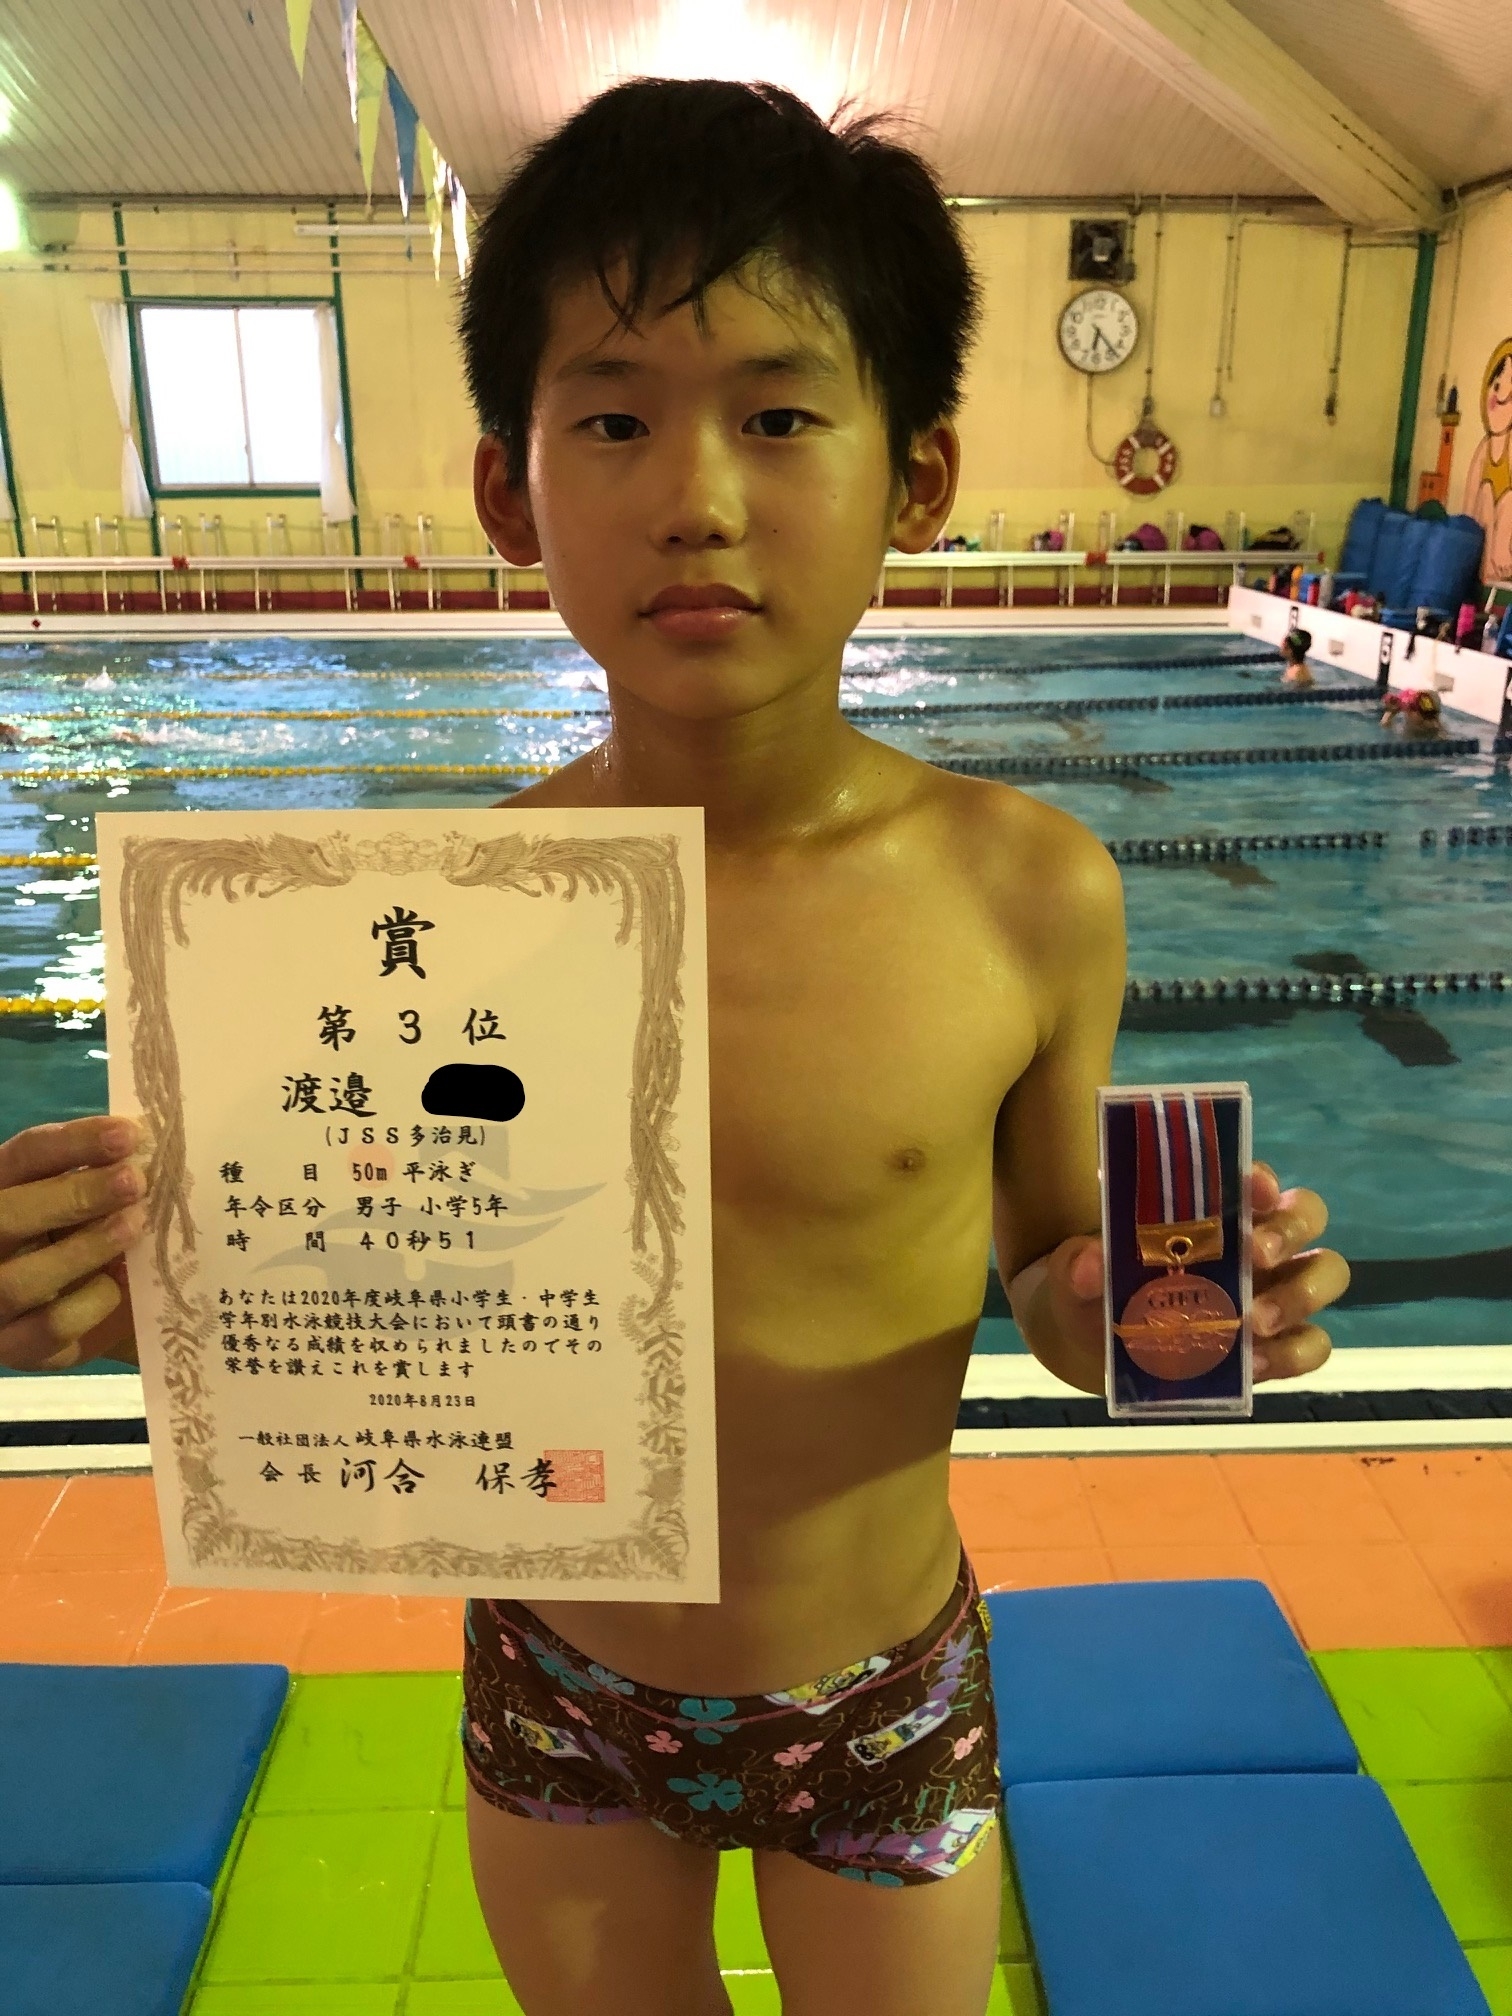 賞
第 3 位
渡邉
(JSS多治見)
種 目 50m 平泳ぎ
年令区分 男子 小学5年
時 間 40秒51
あなたは2020年度岐阜県小学生・中学生
学年別水泳競技大会において頭書の通り
優秀なる成績を収められましたのでその
栄誉を讃えこれを賞します
2020年8月23日
一般社団法人 岐阜県水泳連盟
会長 河合 保孝
GIFU
5